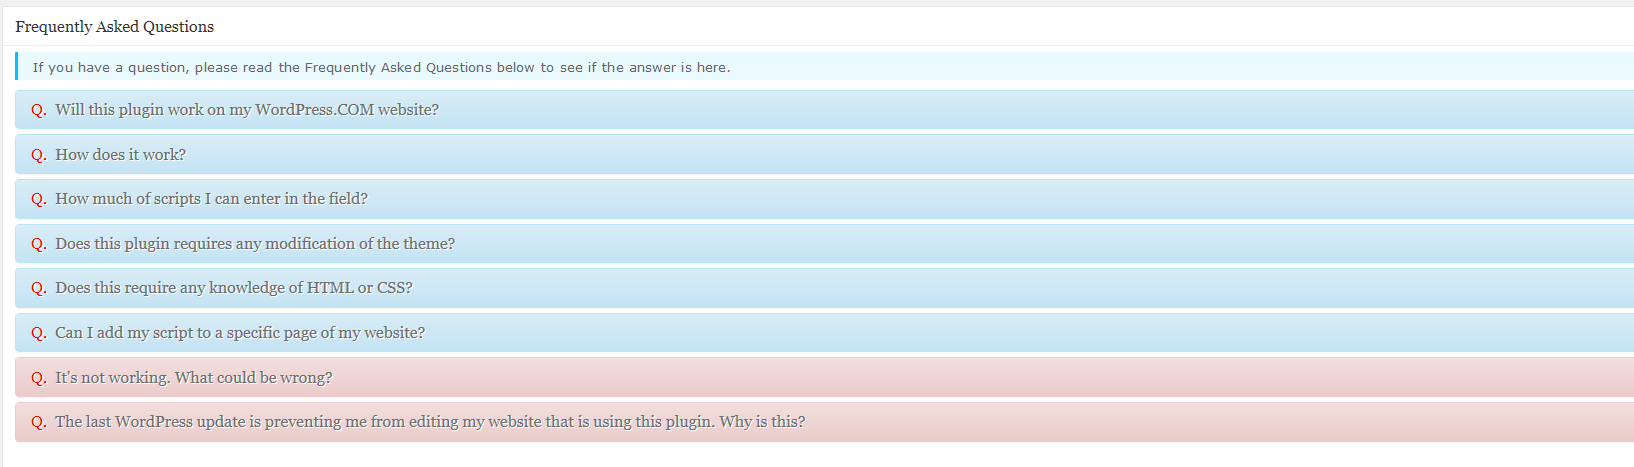 Frequently Asked Questions
If you have a question, please read the Frequently Asked Questions below to see if the answer is here.
Q. Will this plugin work on my WordPress.COM website?
Q. How does it work?
Q. How much of scripts I can enter in the field?
Q. Does this plugin requires any modification of the theme?
Q. Does this require any knowledge of HTML or CSS?
Q. Can I add my script to a specific page of my website?
Q. It's not working. What could be wrong?
Q. The last WordPress update is preventing me from editing my website that is using this plugin. Why is this?